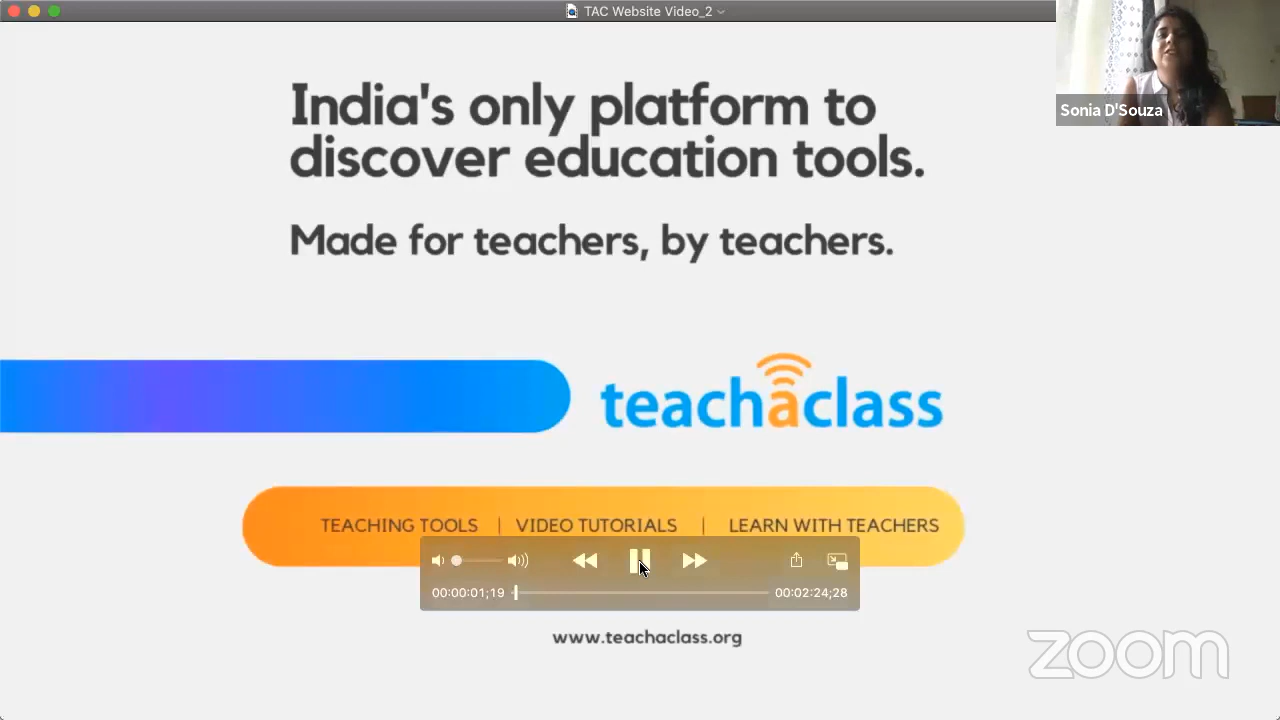 TAC Website Video_2
Sonia D'Souza
India's only platform to
discover education tools.
Made for teachers, by teachers.
teachaclass
TEACHING TOOLS | VIDEO TUTORIALS | LEARN WITH TEACHERS
00:00:01;19
00:02:24;28
www.teachaclass.org
zoom